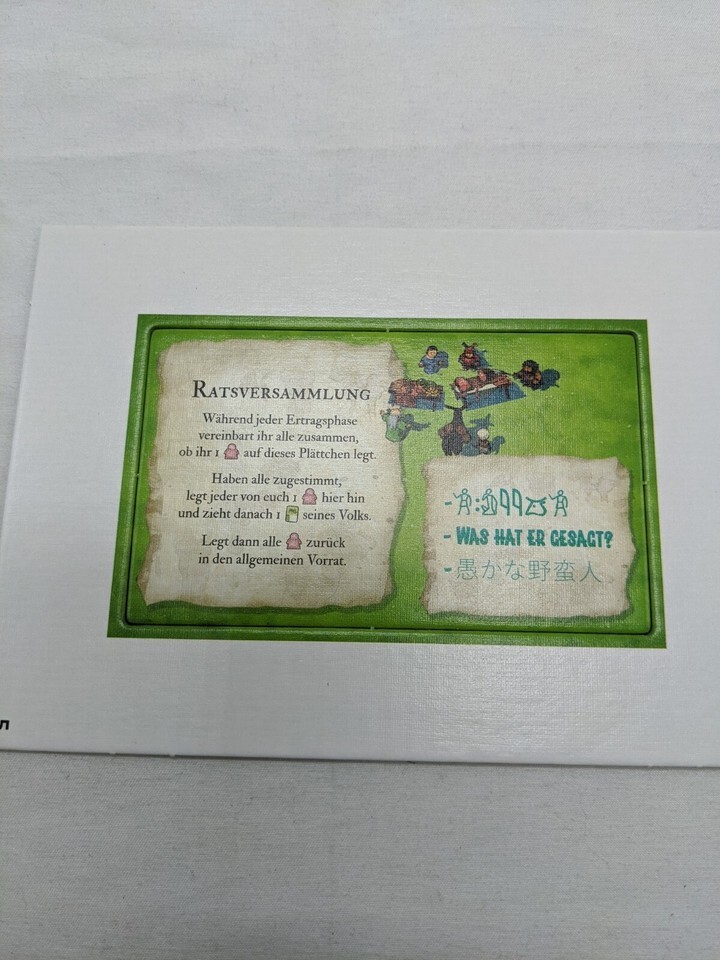 RATSVERSAMMLUNG
Während jeder Ertragsphase
vereinbart ihr alle zusammen,
ob ihr 1 auf dieses Plättchen legt.
Haben alle zugestimmt,
legt jeder von euch 1 hier hin
und zieht danach 1 seines Volks.
Legt dann alle zurück
in den allgemeinen Vorrat.
- WAS HAT ER GESAGT?
- 愚かな野蛮人